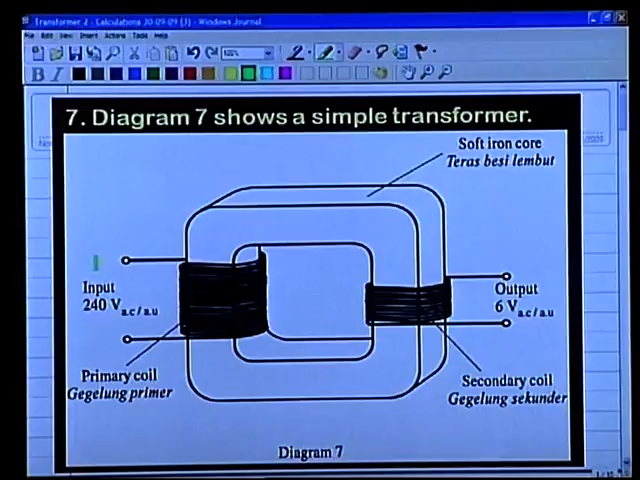 Transformer 2 - Calculations 30-09-09 (3) - Windows Journal
File Edit View Insert Actions Tools Help
100%
B I
7. Diagram 7 shows a simple transformer.
Soft iron core
Teras besi lembut
Input
240 V a.c / a.u
Output
6 V a.c / a.u
Primary coil
Gegelung primer
Secondary coil
Gegelung sekunder
Diagram 7